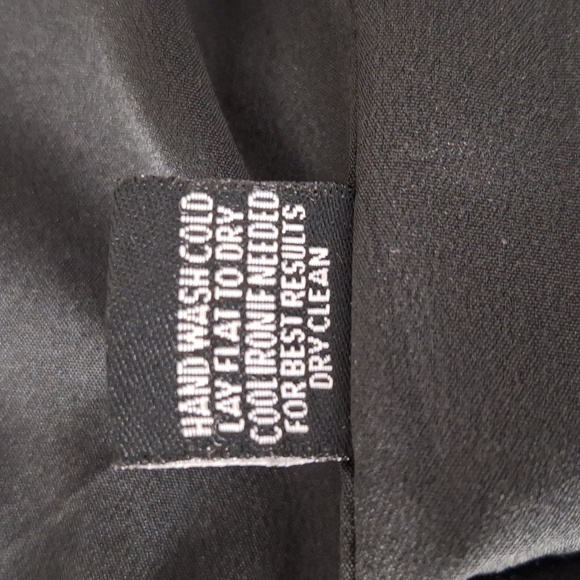 HAND WASH COLD
LAY FLAT TO DRY
COOL IRON IF NEEDED
FOR BEST RESULTS
DRY CLEAN